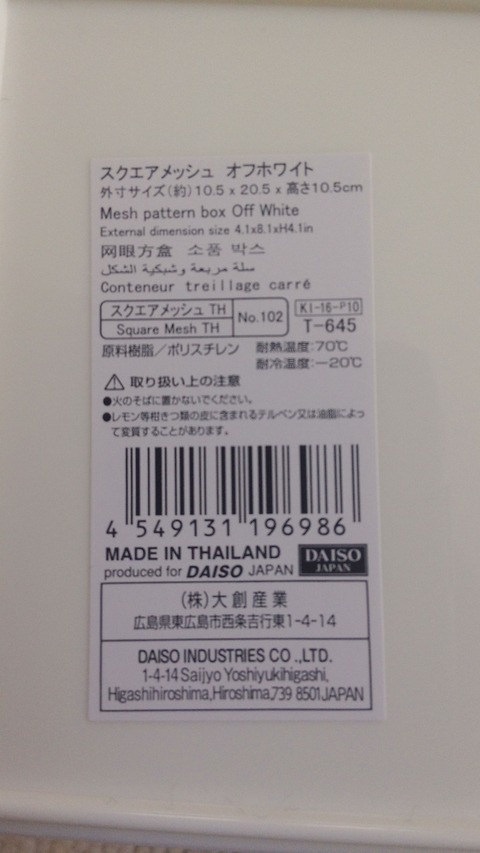 スクエアメッシュ オフホワイト
外寸サイズ(約)10.5 x 20.5 x 高さ10.5cm
Mesh pattern box Off White
External dimension size 4.1x8.1xH4.1in
网眼方盒 소품 박스
سلة مربعة وشبكية الشكل
Conteneur treillage carré
スクエアメッシュ TH
Square Mesh TH
No.102
KI-16-P10
T-645
原料樹脂/ポリスチレン 耐熱温度:70℃
耐冷温度:-20℃
⚠ 取り扱い上の注意
●火のそばに置かないでください。
●レモン等柑きつ類の皮に含まれるテルペン又は油脂によっ
て変質することがあります。
4 549131 196986
MADE IN THAILAND
produced for DAISO JAPAN
DAISO
JAPAN
(株)大創産業
広島県東広島市西条吉行東1-4-14
DAISO INDUSTRIES CO.,LTD.
1-4-14 Saijyo Yoshiyukihigashi,
Higashihiroshima,Hiroshima,739 8501JAPAN